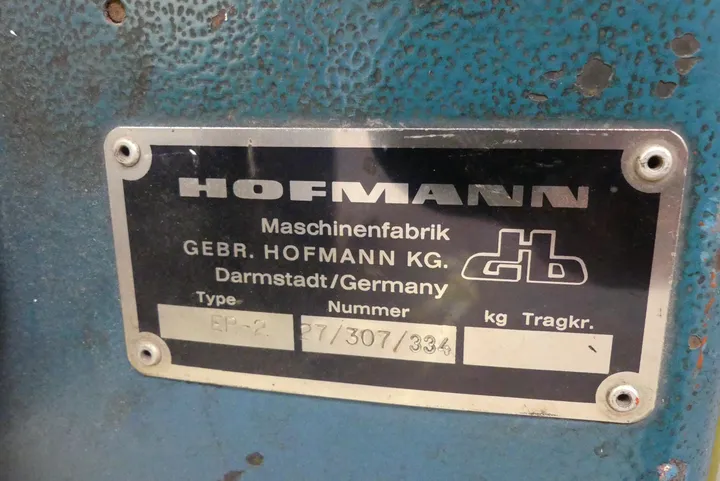 HOFMANN
Maschinenfabrik
GEBR. HOFMANN KG.
Darmstadt/Germany
Type Nummer kg Tragkr.
EP-2 27/307/334